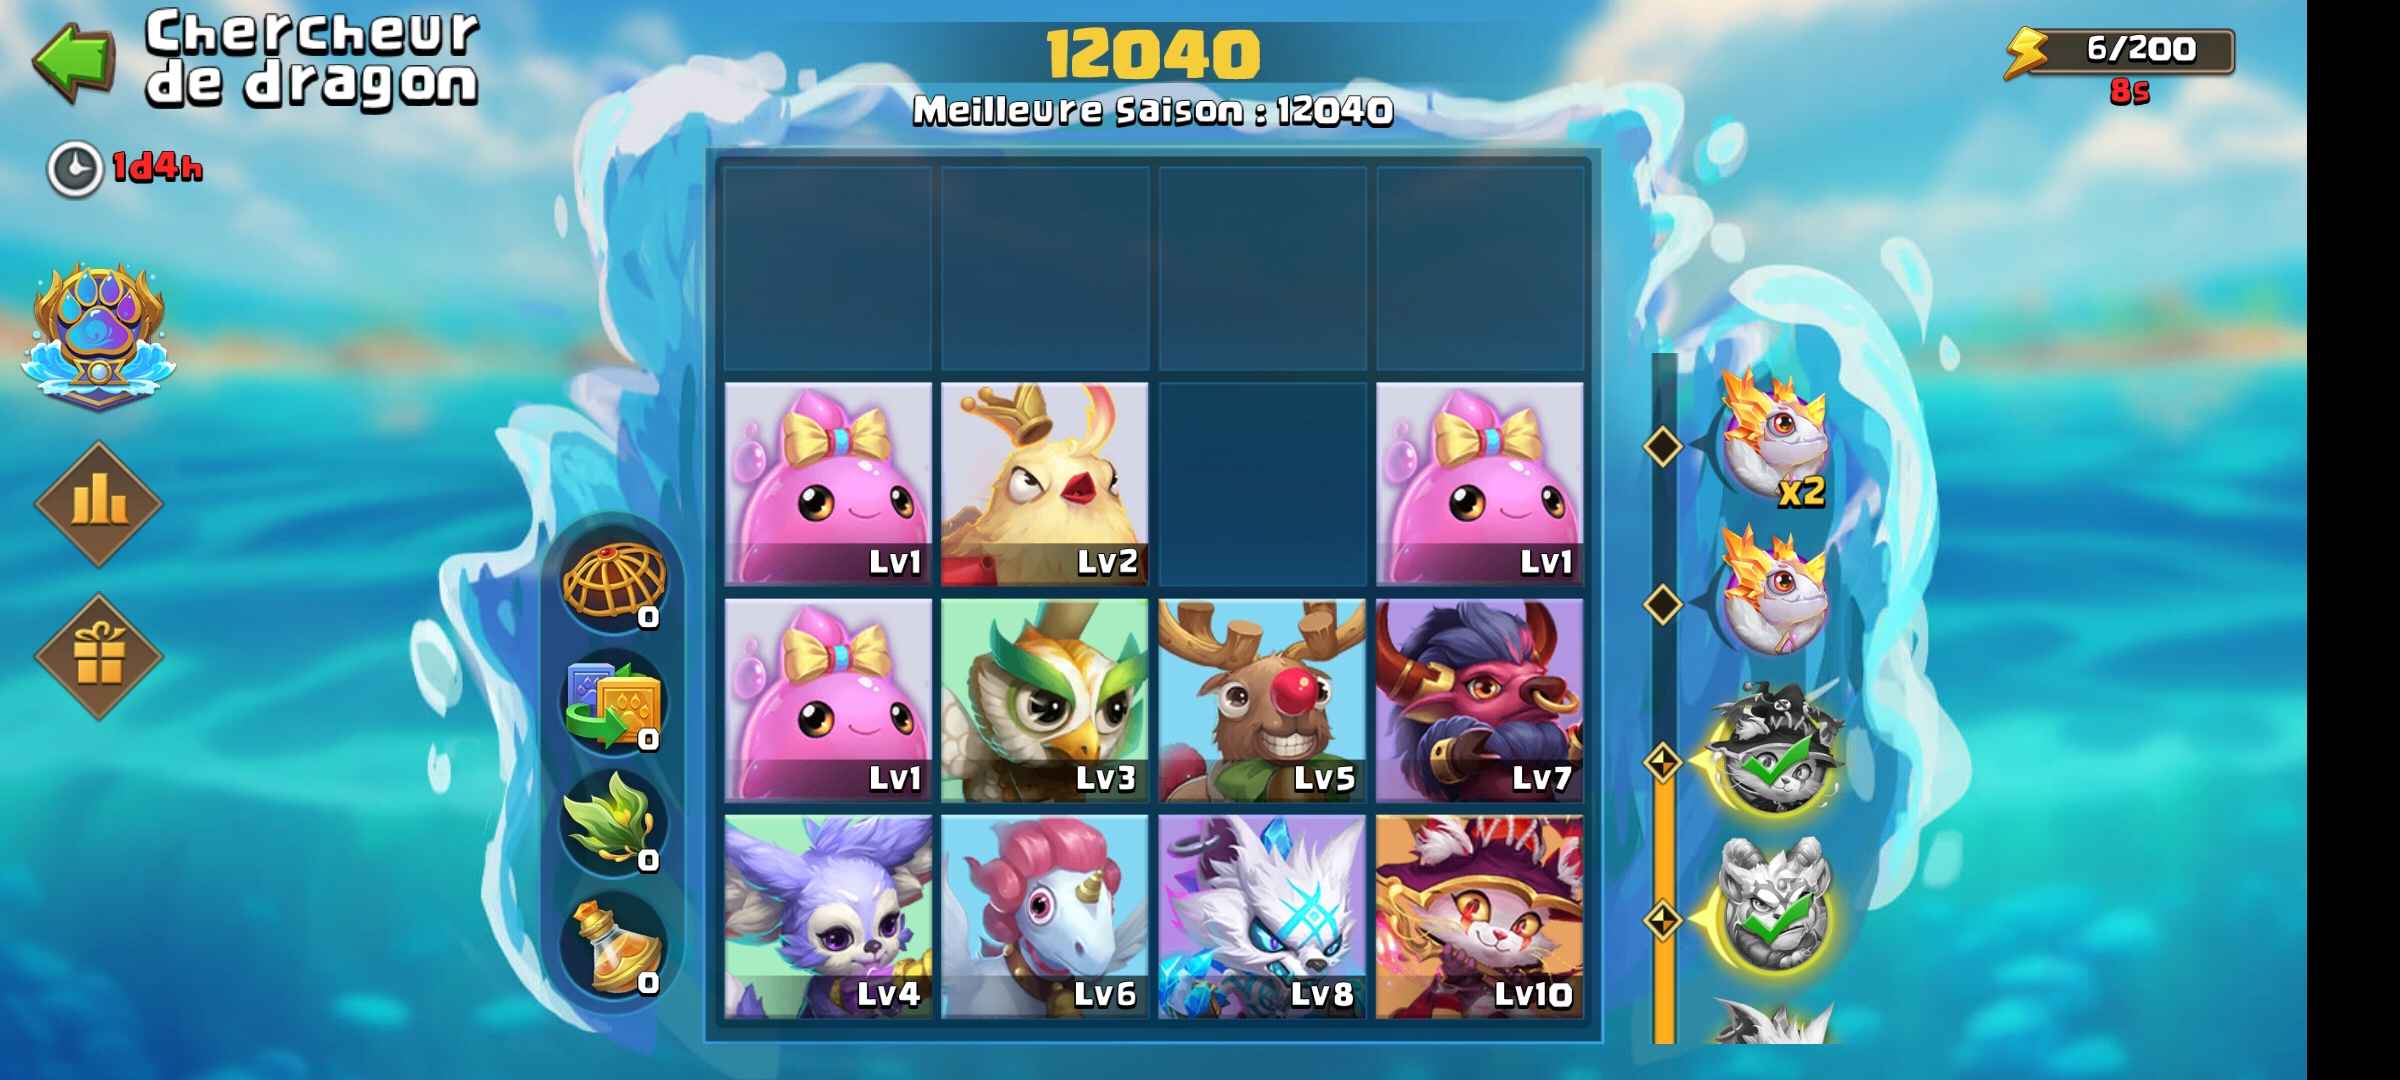 Chercheur
de dragon
12040
Meilleure Saison : 12040
6/200
8s
1d4h
x2
Lv1
Lv2
Lv1
0
Lv1
Lv3
Lv5
Lv7
0
0
Lv4
Lv6
Lv8
Lv10
0